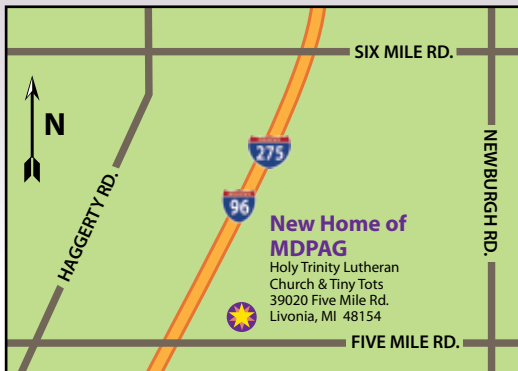 SIX MILE RD.
N
275
NEWBURGH RD.
HAGGERTY RD.
96
New Home of
MDPAG
Holy Trinity Lutheran
Church & Tiny Tots
39020 Five Mile Rd.
Livonia, MI 48154
FIVE MILE RD.